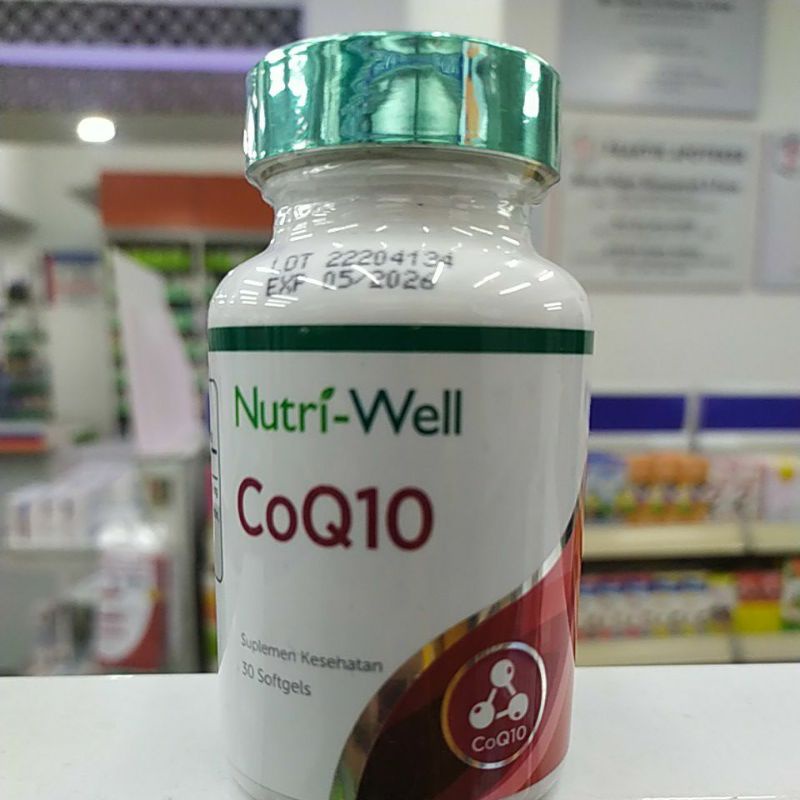 LOT 22204134
EXP 05/2026
Nutri-Well
CoQ10
Suplemen Kesehatan
30 Softgels
CoQ10